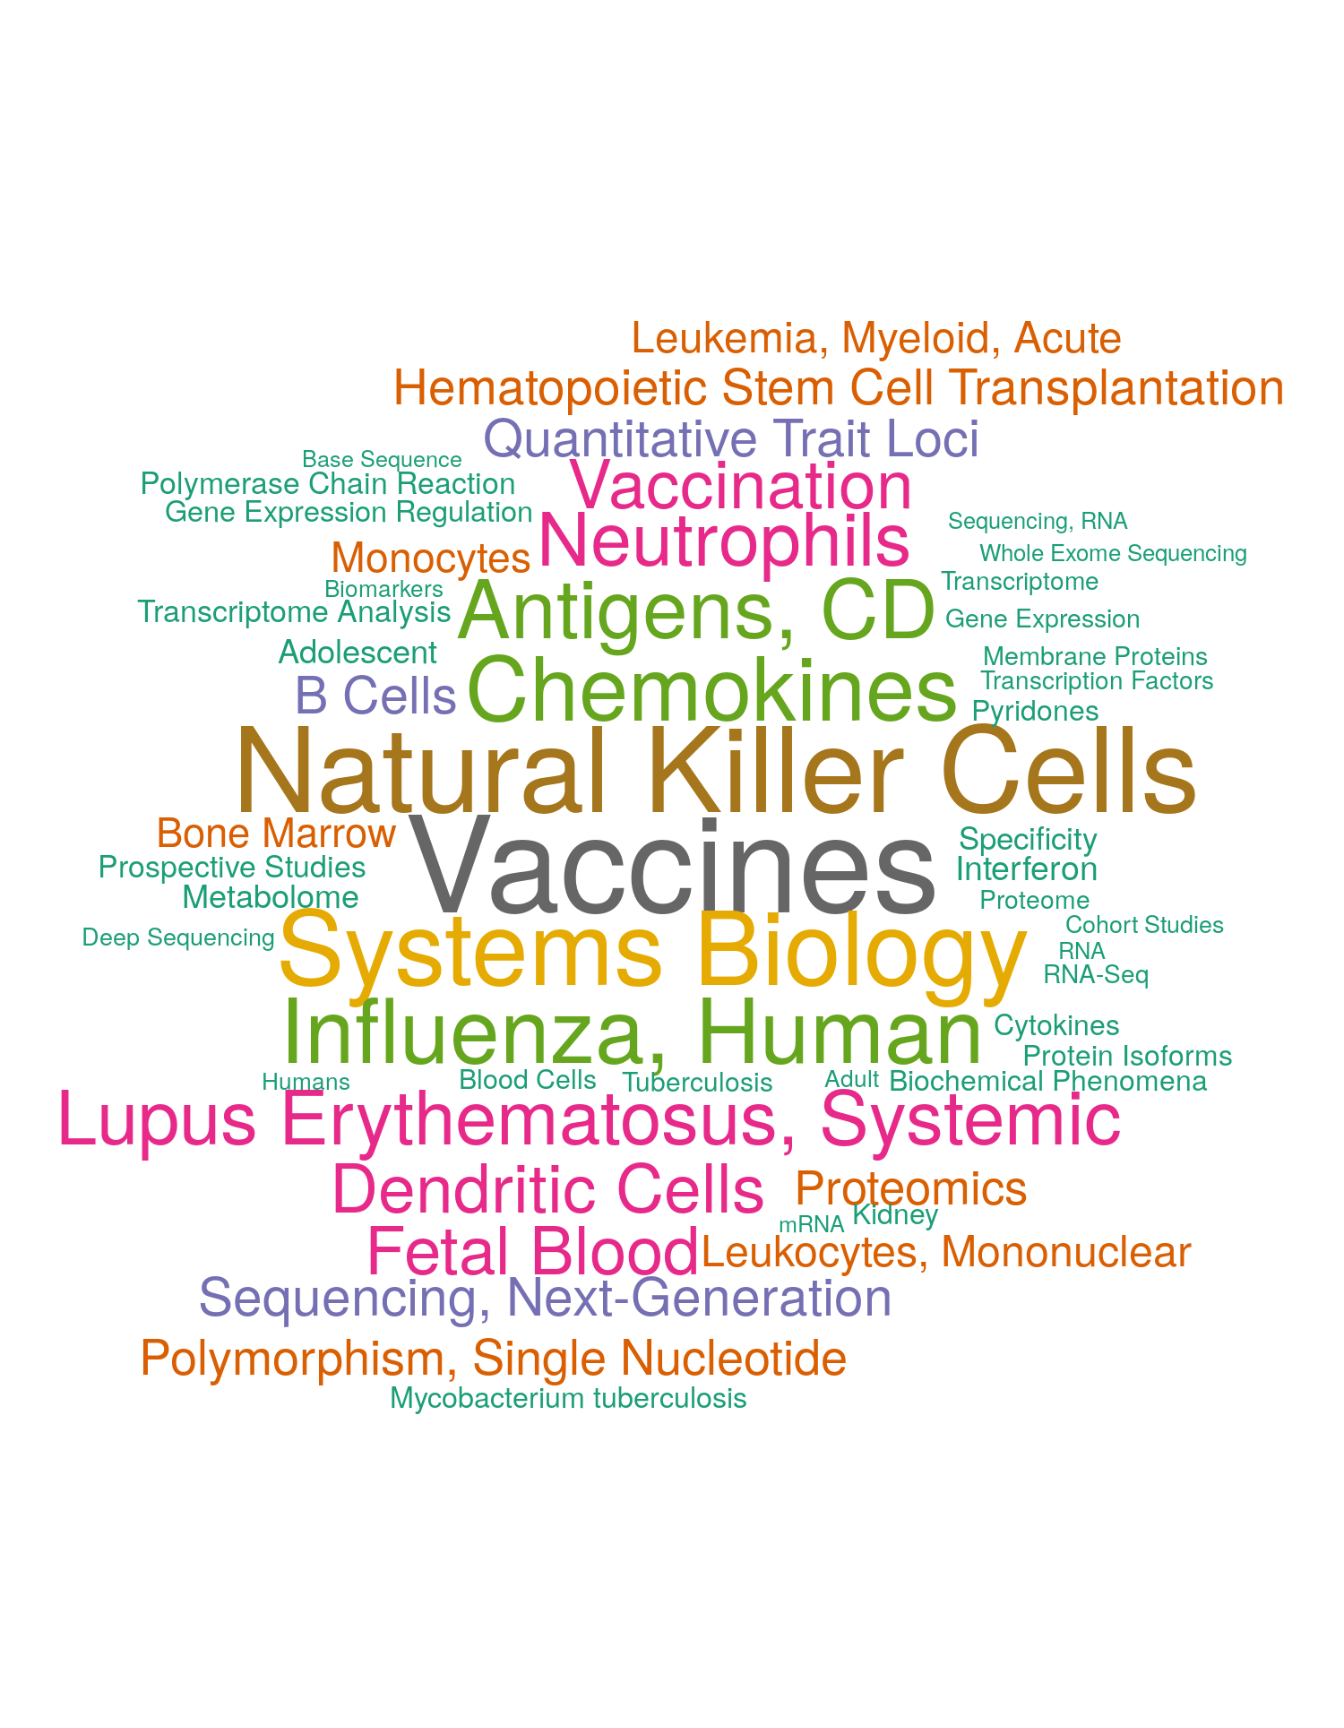 Leukemia, Myeloid, Acute
Hematopoietic Stem Cell Transplantation
Quantitative Trait Loci
Base Sequence
Polymerase Chain Reaction
Vaccination
Gene Expression Regulation
Neutrophils
Sequencing, RNA
Monocytes
Whole Exome Sequencing
Biomarkers
Transcriptome
Transcriptome Analysis
Antigens, CD
Gene Expression
Adolescent
Membrane Proteins
B Cells
Chemokines
Transcription Factors
Pyridones
Natural Killer Cells
Bone Marrow
Vaccines
Specificity
Prospective Studies
Interferon
Metabolome
Proteome
Cohort Studies
Deep Sequencing
Systems Biology
RNA
RNA-Seq
Influenza, Human
Cytokines
Protein Isoforms
Humans
Blood Cells
Tuberculosis
Adult
Biochemical Phenomena
Lupus Erythematosus, Systemic
Dendritic Cells
Proteomics
mRNA
Kidney
Fetal Blood
Leukocytes, Mononuclear
Sequencing, Next-Generation
Polymorphism, Single Nucleotide
Mycobacterium tuberculosis